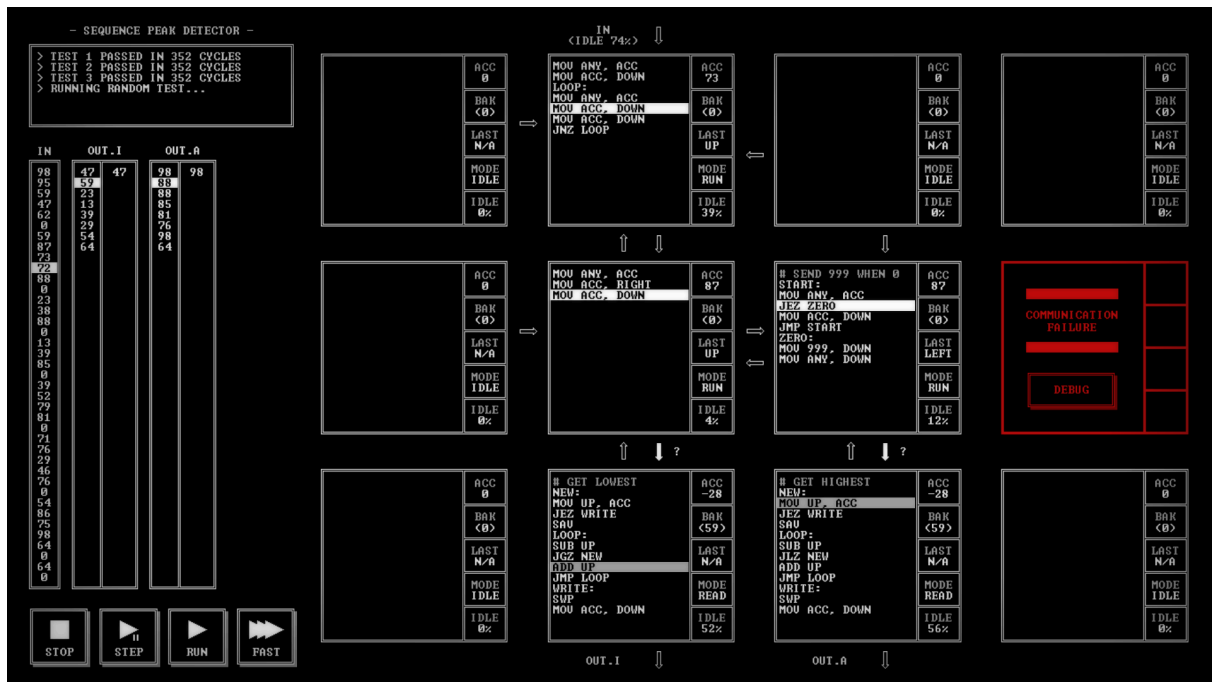 - SEQUENCE PEAK DETECTOR -
> TEST 1 PASSED IN 352 CYCLES
> TEST 2 PASSED IN 352 CYCLES
> TEST 3 PASSED IN 352 CYCLES
> RUNNING RANDOM TEST...
IN OUT.I OUT.A
98 47 47 98 98
95 59 88
59 23 88
47 13 85
62 39 81
0 29 76
59 54 98
87 64 64
73
72
88
0
23
38
88
0
13
39
85
0
39
52
79
81
0
71
76
29
46
76
0
54
86
75
98
64
0
64
0
STOP
STEP
RUN
FAST
IN
(IDLE 74%)
ACC
0
BAK
(0)
LAST
N/A
MODE
IDLE
IDLE
0%
MOV ANY, ACC
MOV ACC, DOWN
LOOP:
MOV ANY, ACC
MOV ACC, DOWN
MOV ACC, DOWN
JNZ LOOP
ACC
73
BAK
(0)
LAST
UP
MODE
RUN
IDLE
39%
ACC
0
BAK
(0)
LAST
N/A
MODE
IDLE
IDLE
0%
ACC
0
BAK
(0)
LAST
N/A
MODE
IDLE
IDLE
0%
ACC
0
BAK
(0)
LAST
N/A
MODE
IDLE
IDLE
0%
MOV ANY, ACC
MOV ACC, RIGHT
MOV ACC, DOWN
ACC
87
BAK
(0)
LAST
UP
MODE
RUN
IDLE
4%
# SEND 999 WHEN 0
START:
MOV ANY, ACC
JEZ ZERO
MOV ACC, DOWN
JMP START
ZERO:
MOV 999, DOWN
MOV ANY, DOWN
ACC
87
BAK
(0)
LAST
LEFT
MODE
RUN
IDLE
12%
COMMUNICATION
FAILURE
DEBUG
?
?
ACC
0
BAK
(0)
LAST
N/A
MODE
IDLE
IDLE
0%
# GET LOWEST
NEW:
MOV UP, ACC
JEZ WRITE
SAV
LOOP:
SUB UP
JGZ NEW
ADD UP
JMP LOOP
WRITE:
SWP
MOV ACC, DOWN
ACC
-28
BAK
(59)
LAST
N/A
MODE
READ
IDLE
52%
# GET HIGHEST
NEW:
MOV UP, ACC
JEZ WRITE
SAV
LOOP:
SUB UP
JLZ NEW
ADD UP
JMP LOOP
WRITE:
SWP
MOV ACC, DOWN
ACC
-28
BAK
(59)
LAST
N/A
MODE
READ
IDLE
56%
ACC
0
BAK
(0)
LAST
N/A
MODE
IDLE
IDLE
0%
OUT.I
OUT.A